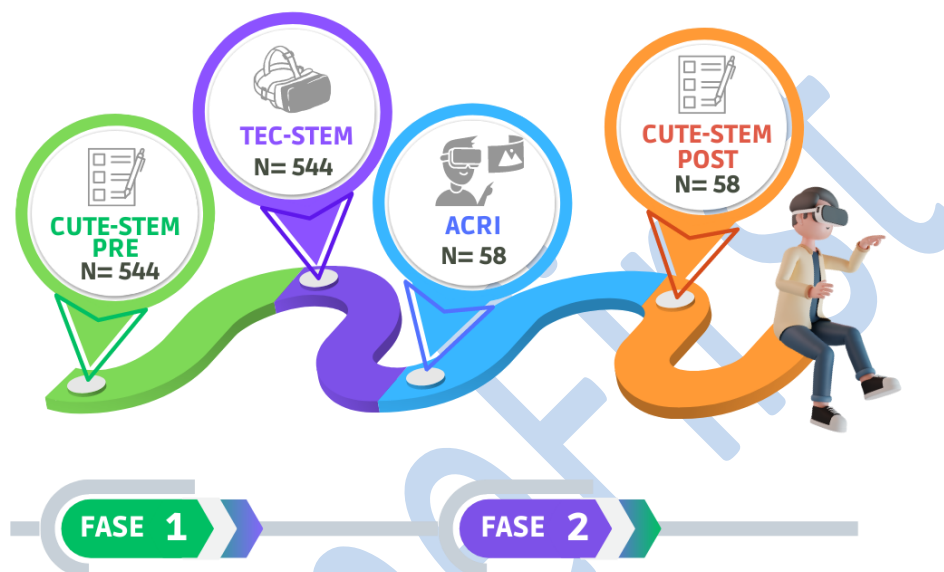 CUTE-STEM
PRE
N= 544
TEC-STEM
N= 544
ACRI
N= 58
CUTE-STEM
POST
N= 58
FASE 1
FASE 2